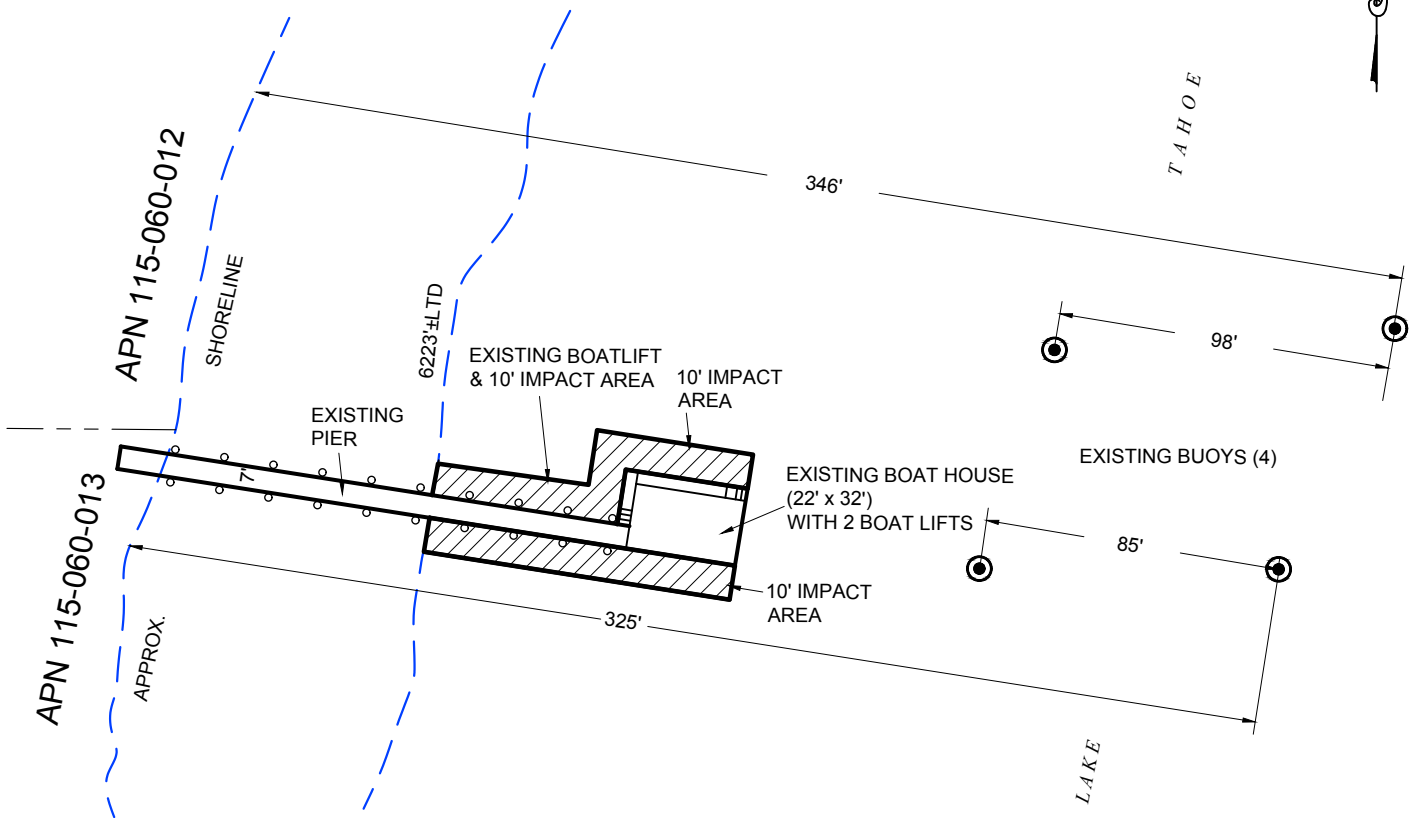 TAHOE
346'
APN 115-060-012
SHORELINE
6223'±LTD
98'
EXISTING BOATLIFT
& 10' IMPACT AREA
10' IMPACT
AREA
EXISTING
PIER
7'
EXISTING BOAT HOUSE
(22' x 32')
WITH 2 BOAT LIFTS
EXISTING BUOYS (4)
85'
APN 115-060-013
APPROX.
10' IMPACT
AREA
325'
LAKE